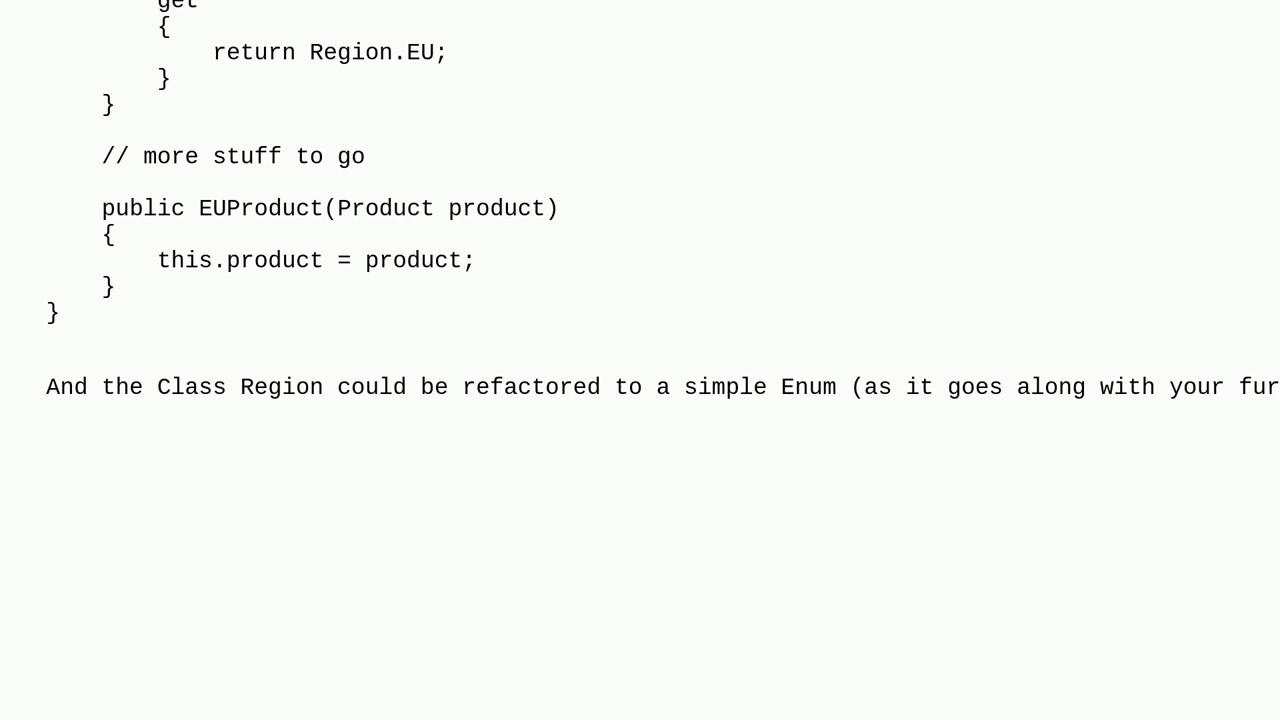 get
{
return Region.EU;
}
}
// more stuff to go
public EUProduct(Product product)
{
this.product = product;
}
}
And the Class Region could be refactored to a simple Enum (as it goes along with your